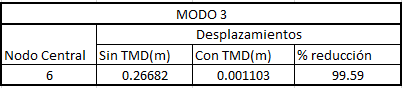 MODO 3
Desplazamientos
Nodo Central Sin TMD(m) Con TMD(m) % reducción
6 0.26682 0.001103 99.59